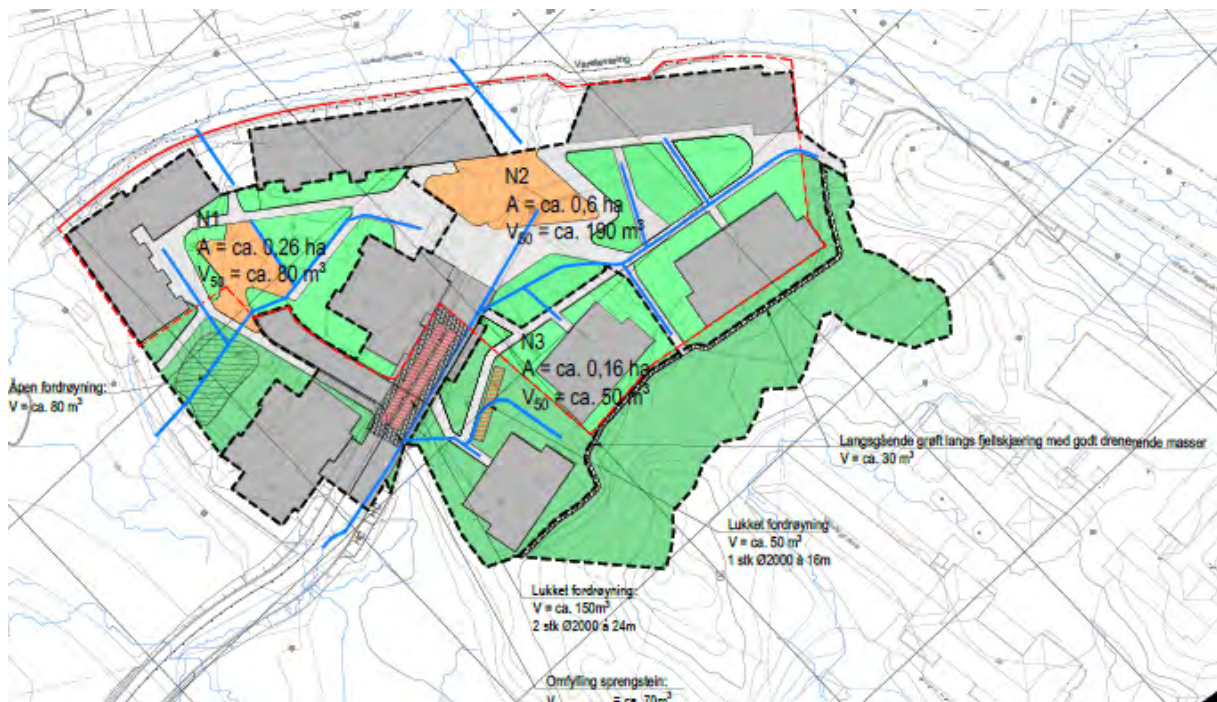 Vareleverning
N1
A = ca. 0,26 ha
V50 = ca. 80 m³
N2
A = ca. 0,6 ha
V50 = ca. 190 m³
N3
A = ca. 0,16 ha
V50 = ca. 50 m³
Åpen fordrøyning:
V = ca. 80 m³
Langsgående grøft langs fjellskjæring med godt drenerende masser
V = ca. 30 m³
Lukket fordrøyning
V = ca. 50 m³
1 stk Ø2000 à 16m
Lukket fordrøyning:
V = ca. 150m³
2 stk Ø2000 à 24m
Omfylling sprengstein:
= ca. 70m³